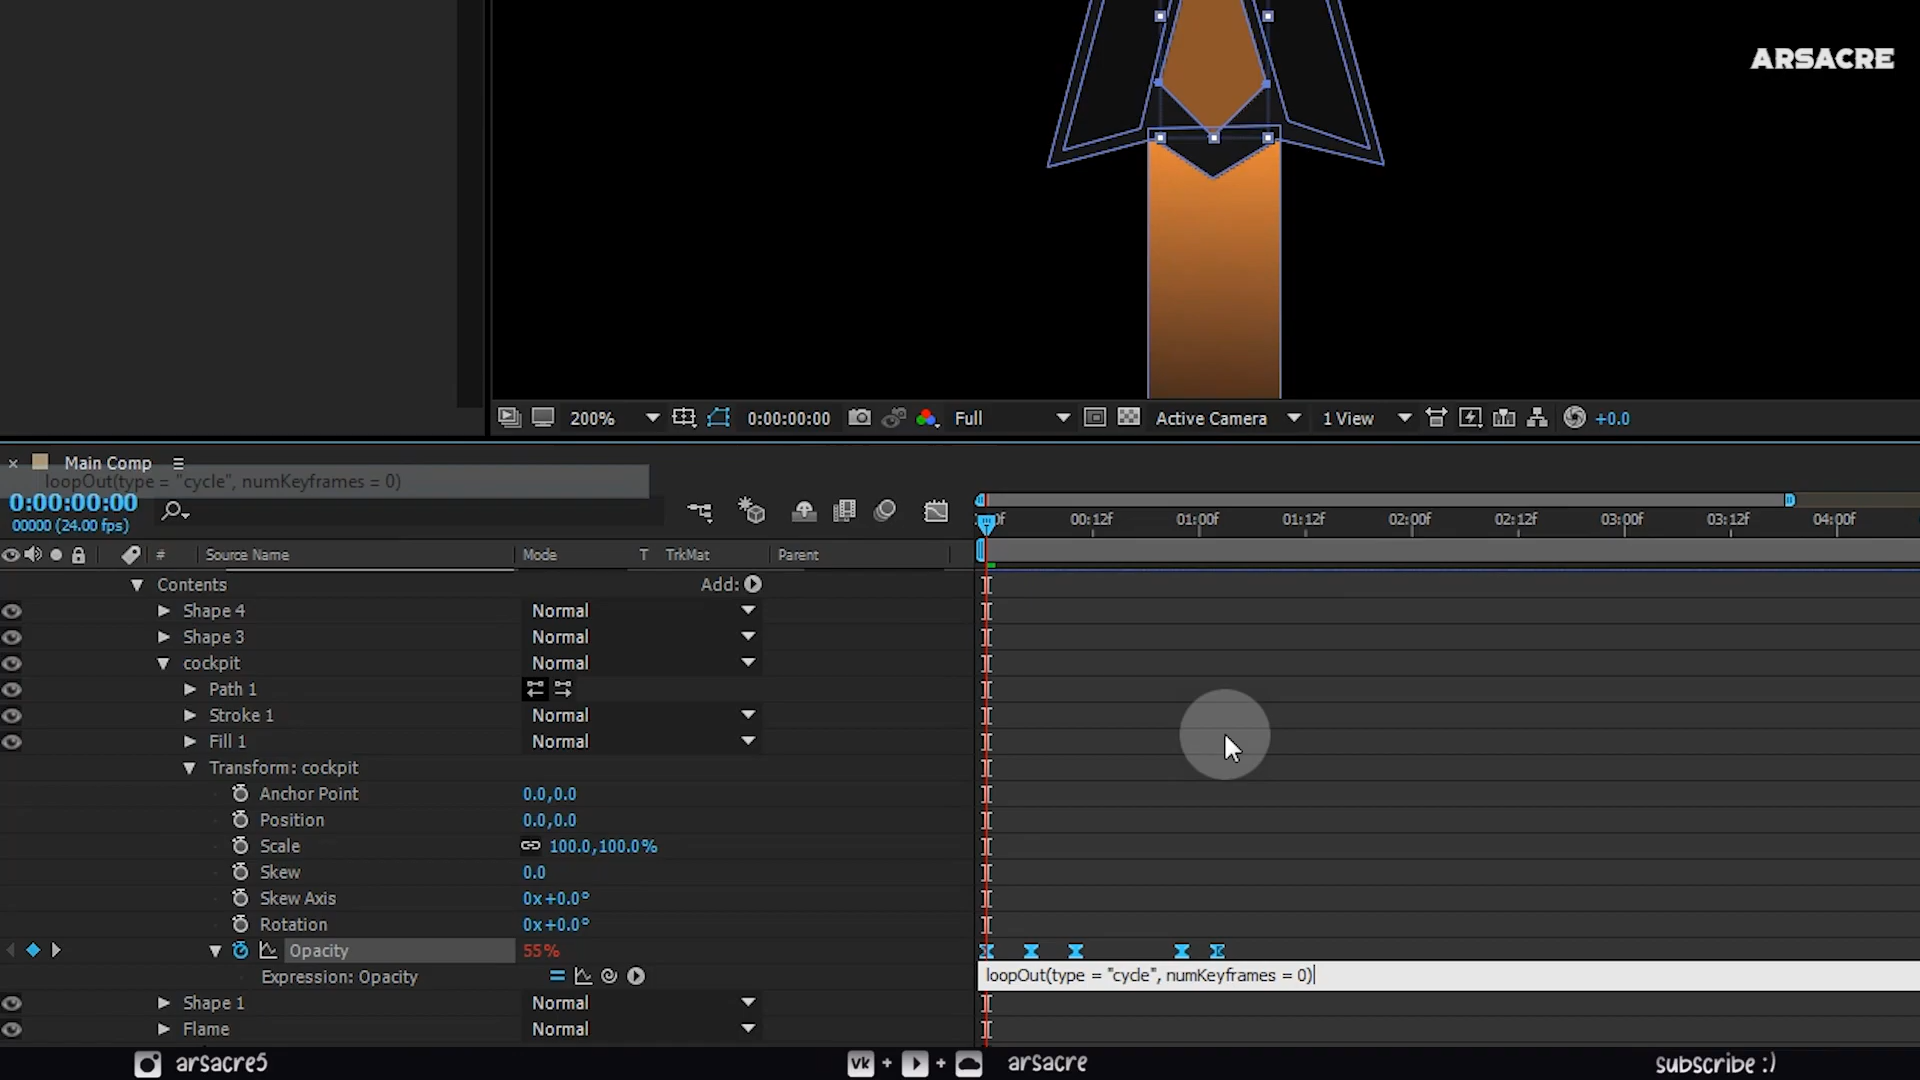 ARSACRE
200%
0:00:00:00
Full
Active Camera
1 View
+0.0
Main Comp
loopOut(type = "cycle", numKeyframes = 0)
0:00:00:00
00000 (24.00 fps)
00:12f
01:00f
01:12f
02:00f
02:12f
03:00f
03:12f
04:00f
#
Source Name
Mode
T
TrkMat
Parent
Contents
Add:
Shape 4
Normal
Shape 3
Normal
cockpit
Normal
Path 1
Stroke 1
Normal
Fill 1
Normal
Transform: cockpit
Anchor Point
0.0,0.0
Position
0.0,0.0
Scale
100.0,100.0%
Skew
0.0
Skew Axis
0x+0.0°
Rotation
0x+0.0°
Opacity
55%
Expression: Opacity
loopOut(type = "cycle", numKeyframes = 0)
Shape 1
Normal
Flame
Normal
arsacre5
vk + +
arsacre
subscribe :)